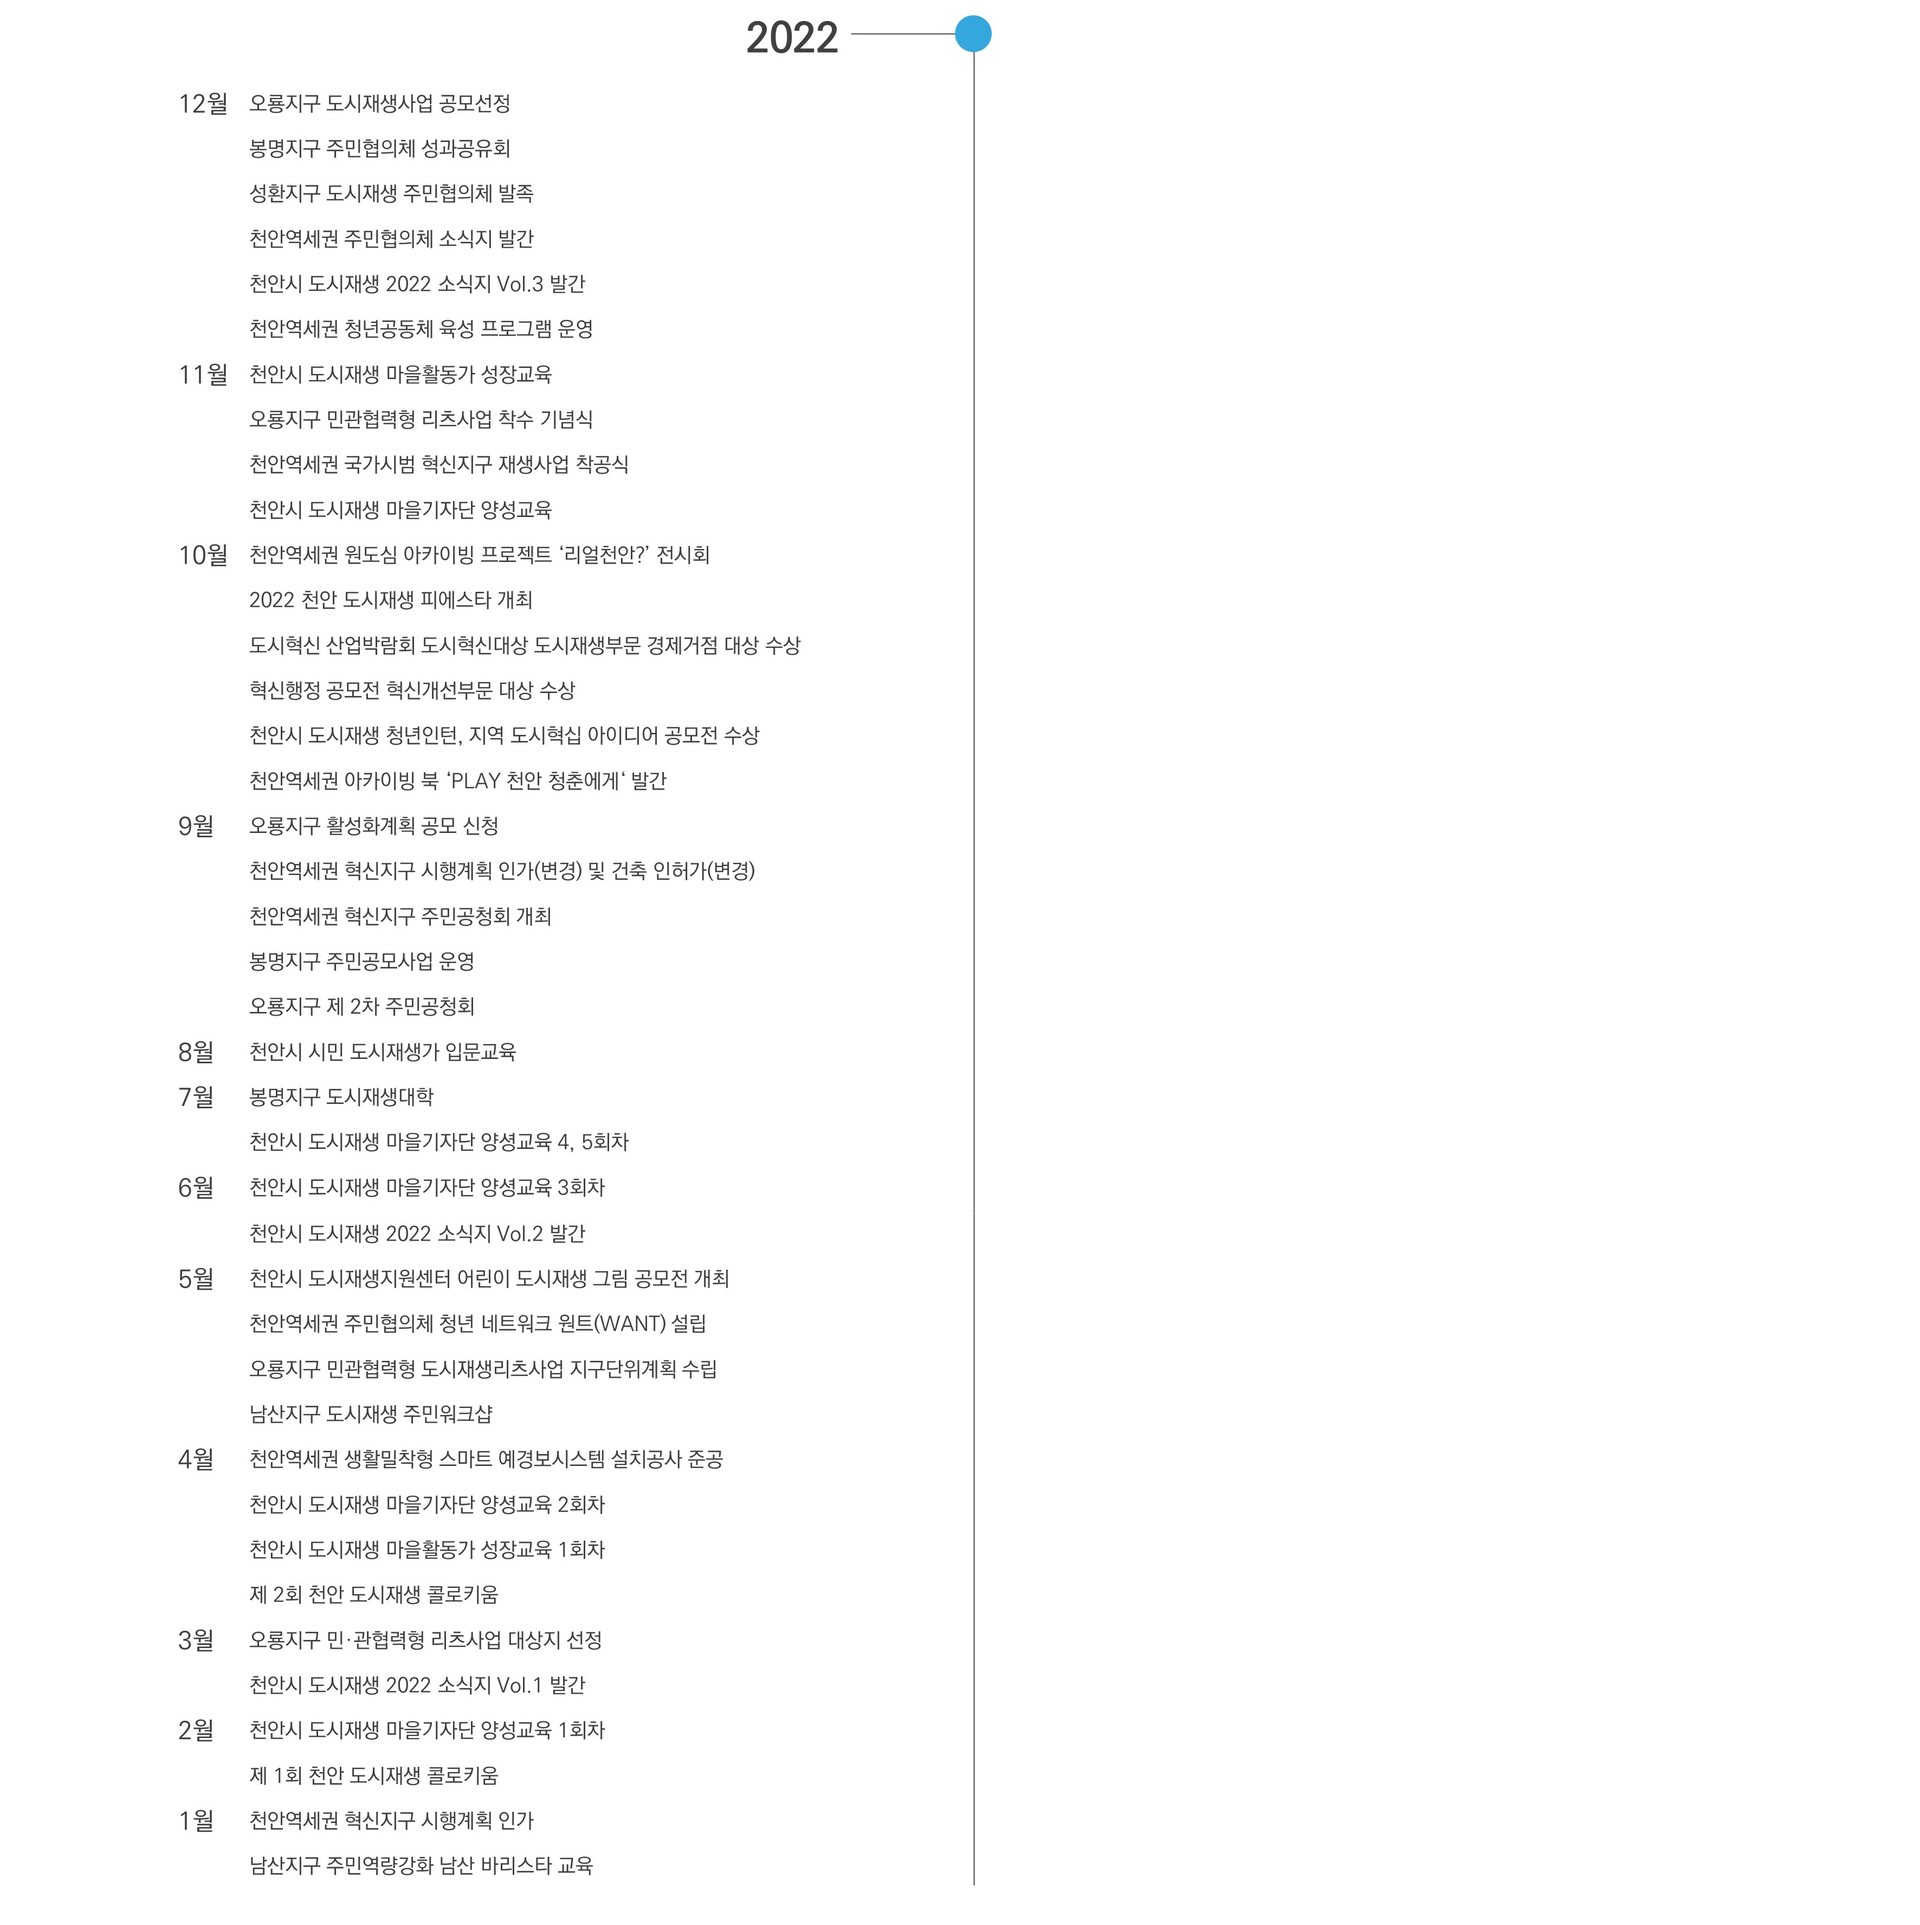 2022
12월 오룡지구 도시재생사업 공모선정
봉명지구 주민협의체 성과공유회
성환지구 도시재생 주민협의체 발족
천안역세권 주민협의체 소식지 발간
천안시 도시재생 2022 소식지 Vol.3 발간
천안역세권 청년공동체 육성 프로그램 운영
11월 천안시 도시재생 마을활동가 성장교육
오룡지구 민관협력형 리츠사업 착수 기념식
천안역세권 국가시범 혁신지구 재생사업 착공식
천안시 도시재생 마을기자단 양성교육
10월 천안역세권 원도심 아카이빙 프로젝트 ‘리얼천안?’ 전시회
2022 천안 도시재생 피에스타 개최
도시혁신 산업박람회 도시혁신대상 도시재생부문 경제거점 대상 수상
혁신행정 공모전 혁신개선부문 대상 수상
천안시 도시재생 청년인턴, 지역 도시혁십 아이디어 공모전 수상
천안역세권 아카이빙 북 ‘PLAY 천안 청춘에게‘ 발간
9월 오룡지구 활성화계획 공모 신청
천안역세권 혁신지구 시행계획 인가(변경) 및 건축 인허가(변경)
천안역세권 혁신지구 주민공청회 개최
봉명지구 주민공모사업 운영
오룡지구 제 2차 주민공청회
8월 천안시 시민 도시재생가 입문교육
7월 봉명지구 도시재생대학
천안시 도시재생 마을기자단 양셩교육 4, 5회차
6월 천안시 도시재생 마을기자단 양셩교육 3회차
천안시 도시재생 2022 소식지 Vol.2 발간
5월 천안시 도시재생지원센터 어린이 도시재생 그림 공모전 개최
천안역세권 주민협의체 청년 네트워크 원트(WANT) 설립
오룡지구 민관협력형 도시재생리츠사업 지구단위계획 수립
남산지구 도시재생 주민워크샵
4월 천안역세권 생활밀착형 스마트 예경보시스템 설치공사 준공
천안시 도시재생 마을기자단 양셩교육 2회차
천안시 도시재생 마을활동가 성장교육 1회차
제 2회 천안 도시재생 콜로키움
3월 오룡지구 민·관협력형 리츠사업 대상지 선정
천안시 도시재생 2022 소식지 Vol.1 발간
2월 천안시 도시재생 마을기자단 양성교육 1회차
제 1회 천안 도시재생 콜로키움
1월 천안역세권 혁신지구 시행계획 인가
남산지구 주민역량강화 남산 바리스타 교육